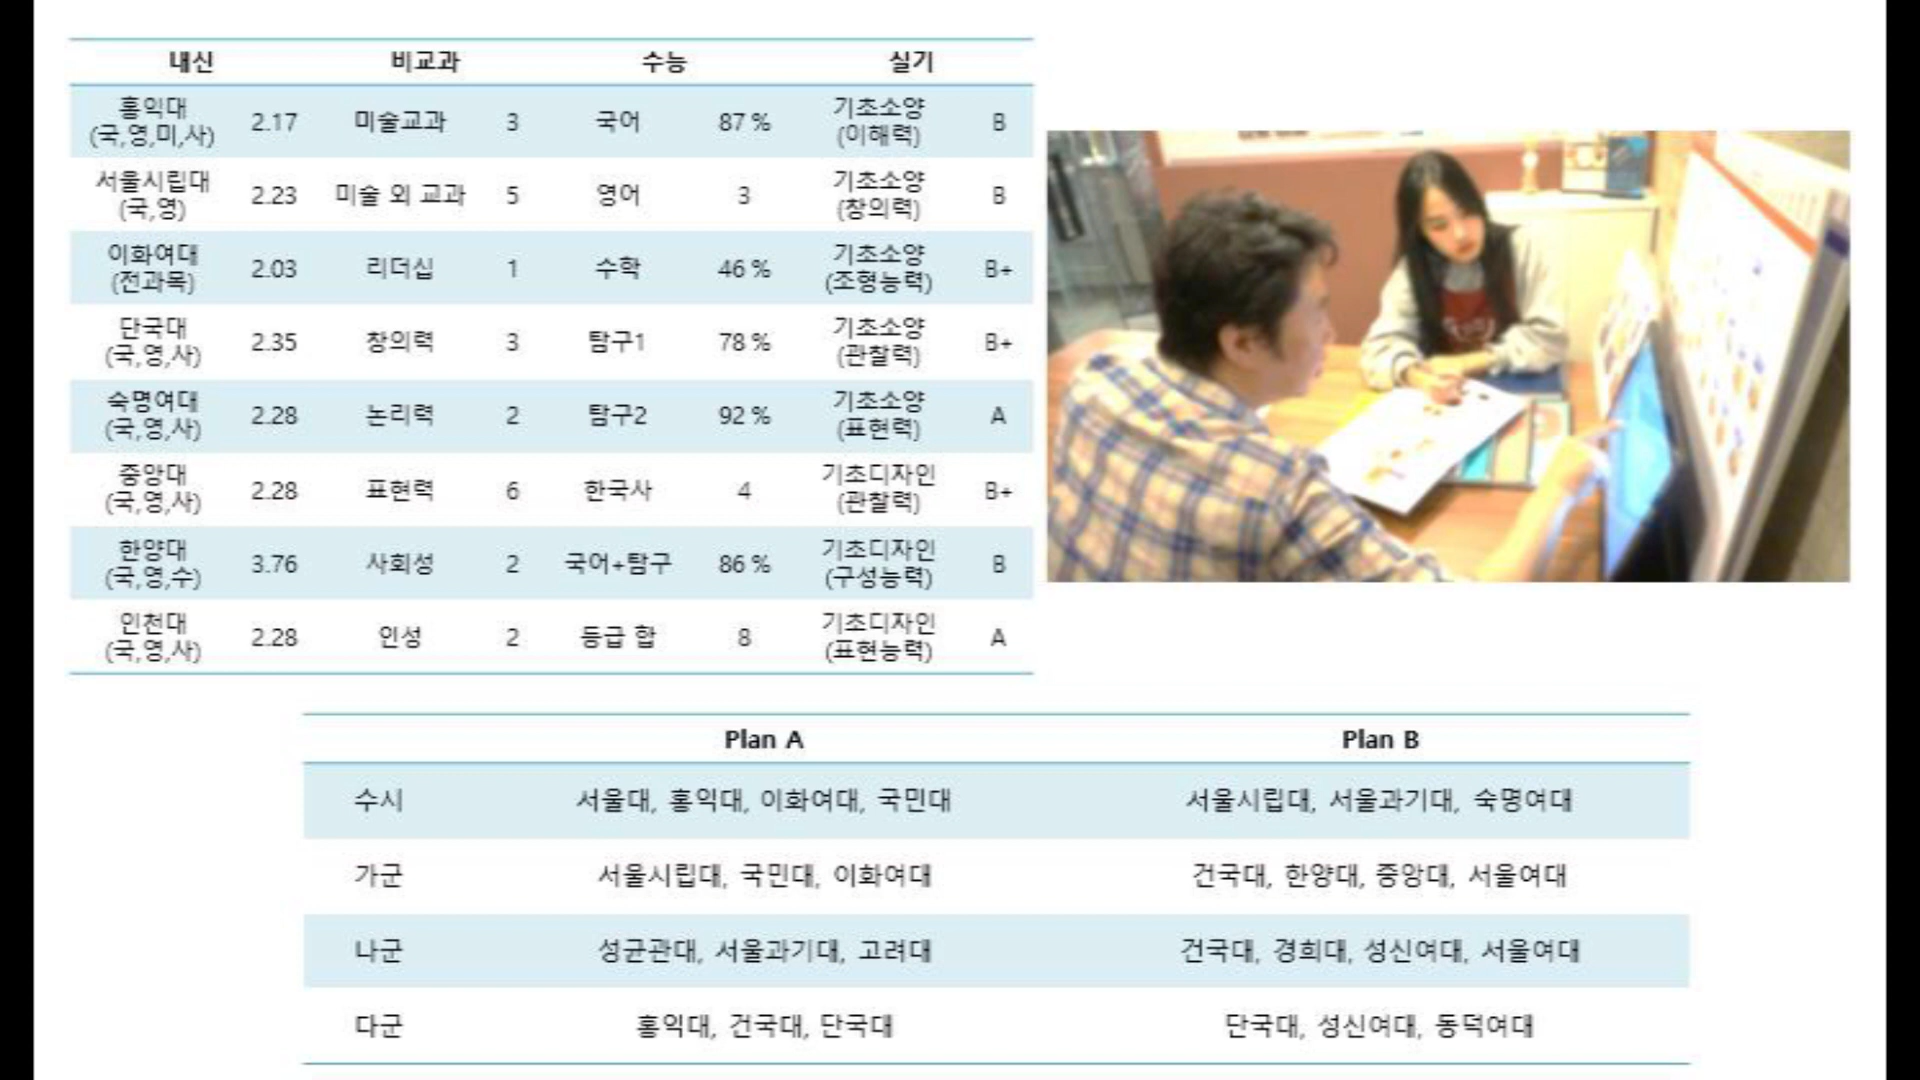 내신 비교과 수능 실기
홍익대 (국,영,미,사) 2.17 미술교과 3 국어 87 % 기초소양 (이해력) B
서울시립대 (국,영) 2.23 미술 외 교과 5 영어 3 기초소양 (창의력) B
이화여대 (전과목) 2.03 리더십 1 수학 46 % 기초소양 (조형능력) B+
단국대 (국,영,사) 2.35 창의력 3 탐구1 78 % 기초소양 (관찰력) B+
숙명여대 (국,영,사) 2.28 논리력 2 탐구2 92 % 기초소양 (표현력) A
중앙대 (국,영,사) 2.28 표현력 6 한국사 4 기초디자인 (관찰력) B+
한양대 (국,영,수) 3.76 사회성 2 국어+탐구 86 % 기초디자인 (구성능력) B
인천대 (국,영,사) 2.28 인성 2 등급 합 8 기초디자인 (표현능력) A
Plan A Plan B
수시 서울대, 홍익대, 이화여대, 국민대 서울시립대, 서울과기대, 숙명여대
가군 서울시립대, 국민대, 이화여대 건국대, 한양대, 중앙대, 서울여대
나군 성균관대, 서울과기대, 고려대 건국대, 경희대, 성신여대, 서울여대
다군 홍익대, 건국대, 단국대 단국대, 성신여대, 동덕여대